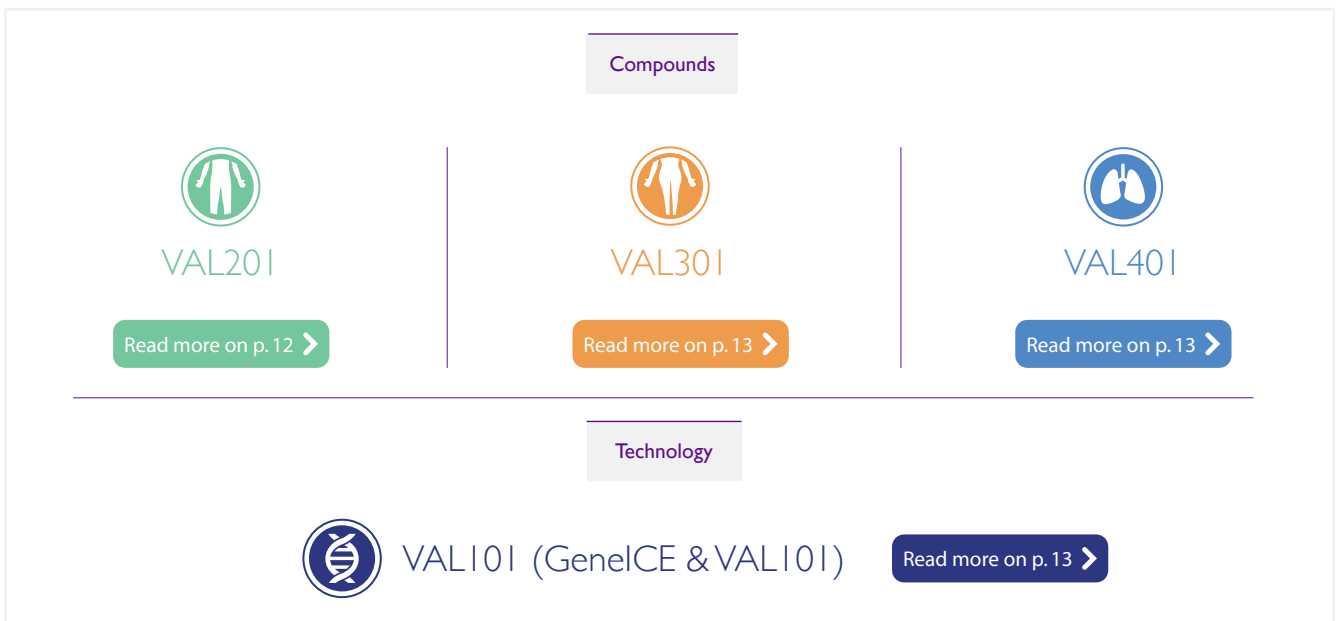 Compounds
VAL201
VAL301
VAL401
Read more on p. 12
Read more on p. 13
Read more on p. 13
Technology
VAL101 (GeneICE & VAL101)
Read more on p. 13